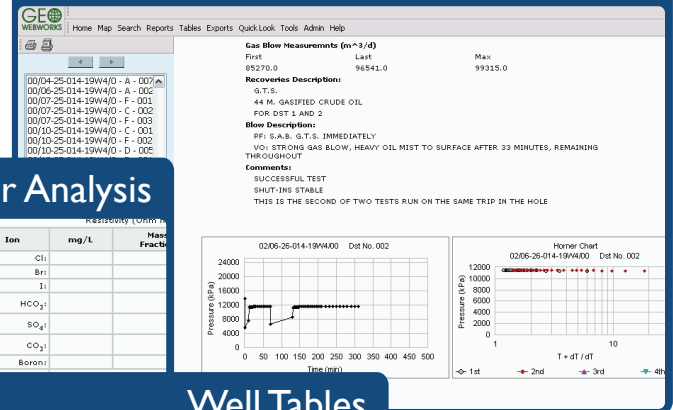 GEO
WEBWORKS
Home Map Search Reports Tables Exports Quick Look Tools Admin Help
00/04-25-014-19W4/0 - A - 007
00/06-25-014-19W4/0 - A - 002
00/07-25-014-19W4/0 - F - 001
00/07-25-014-19W4/0 - C - 002
00/07-25-014-19W4/0 - F - 003
00/10-25-014-19W4/0 - C - 001
00/10-25-014-19W4/0 - F - 002
00/10-25-014-19W4/0 - D - 005
Gas Blow Measuremnts (m^3/d)
First Last Max
85270.0 96541.0 99315.0
Recoveries Description:
G.T.S.
44 M. GASIFIED CRUDE OIL
FOR DST 1 AND 2
Blow Description:
PF: S.A.B. G.T.S. IMMEDIATELY
VO: STRONG GAS BLOW, HEAVY OIL MIST TO SURFACE AFTER 33 MINUTES, REMAINING
THROUGHOUT
Comments:
SUCCESSFUL TEST
SHUT-INS STABLE
THIS IS THE SECOND OF TWO TESTS RUN ON THE SAME TRIP IN THE HOLE
r Analysis
Resistivity (Ohm
Ion mg/L Mass
Fractio
Cl:
Br:
I:
HCO3:
SO4:
CO3:
Boron:
02/06-26-014-19W4/00 Dst No. 002
Pressure (kPa)
24000
20000
16000
12000
8000
4000
0
0 50 100 150 200 250 300 350 400 450 500
Time (min)
Horner Chart
02/06-26-014-19W4/00 Dst No. 002
Pressure (kPa)
12000
10000
8000
6000
4000
2000
0
1 10
T + dT / dT
1st 2nd 3rd 4th
Well Tables